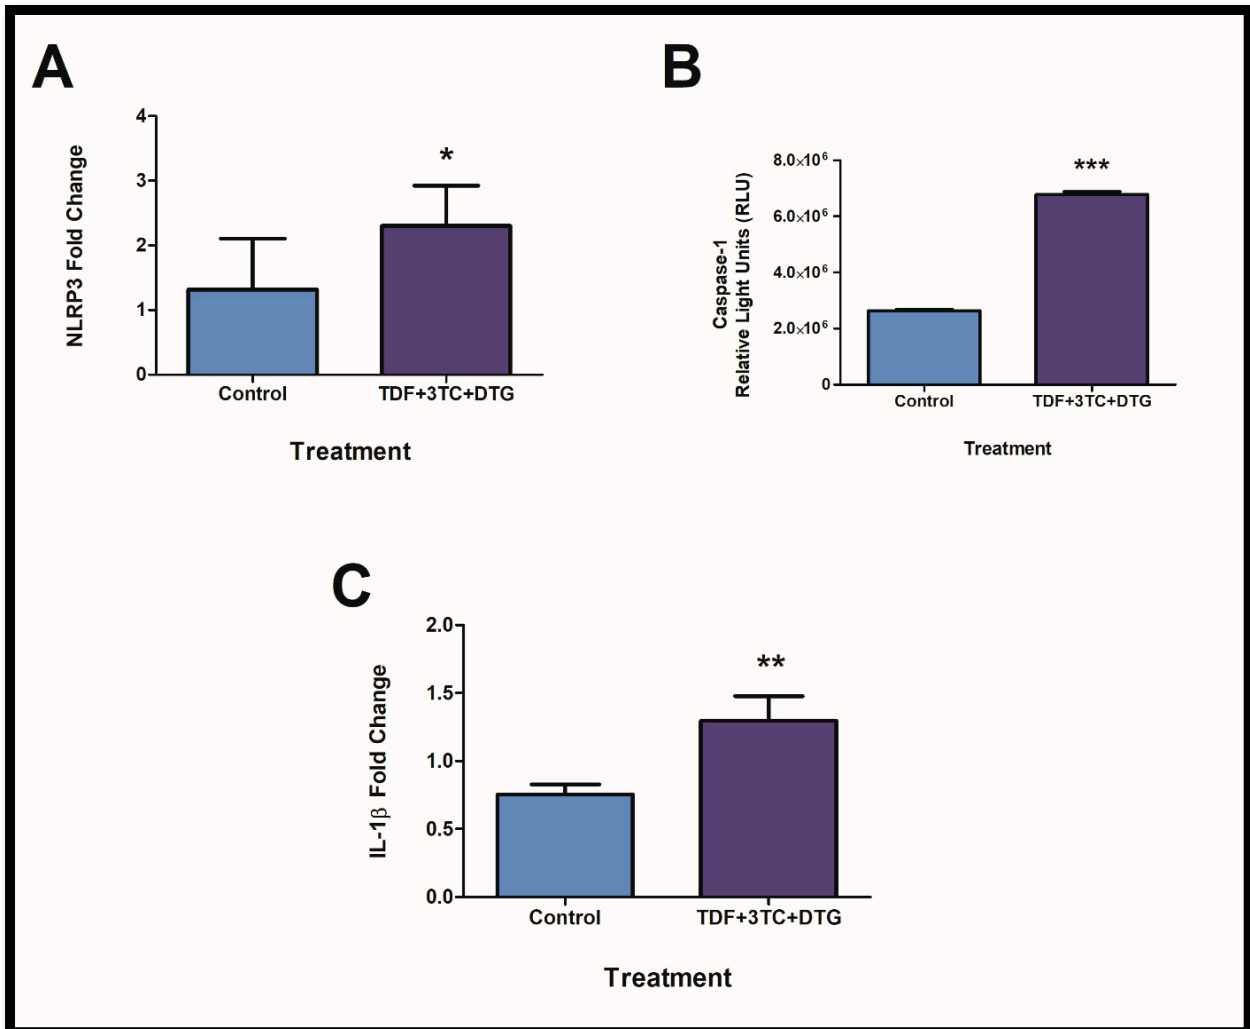 A
NLRP3 Fold Change
4
3
2
1
0
*
Control
TDF+3TC+DTG
Treatment
B
Caspase-1
Relative Light Units (RLU)
8.0×10⁶
6.0×10⁶
4.0×10⁶
2.0×10⁶
0
***
Control
TDF+3TC+DTG
Treatment
C
IL-1β Fold Change
2.0
1.5
1.0
0.5
0.0
**
Control
TDF+3TC+DTG
Treatment